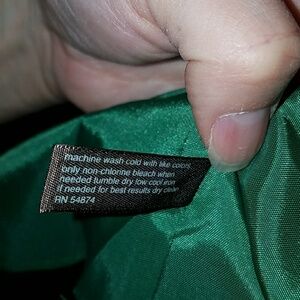 machine wash cold with like colors
only non-chlorine bleach when
needed tumble dry low cool iron
if needed for best results dry clean
RN 54874